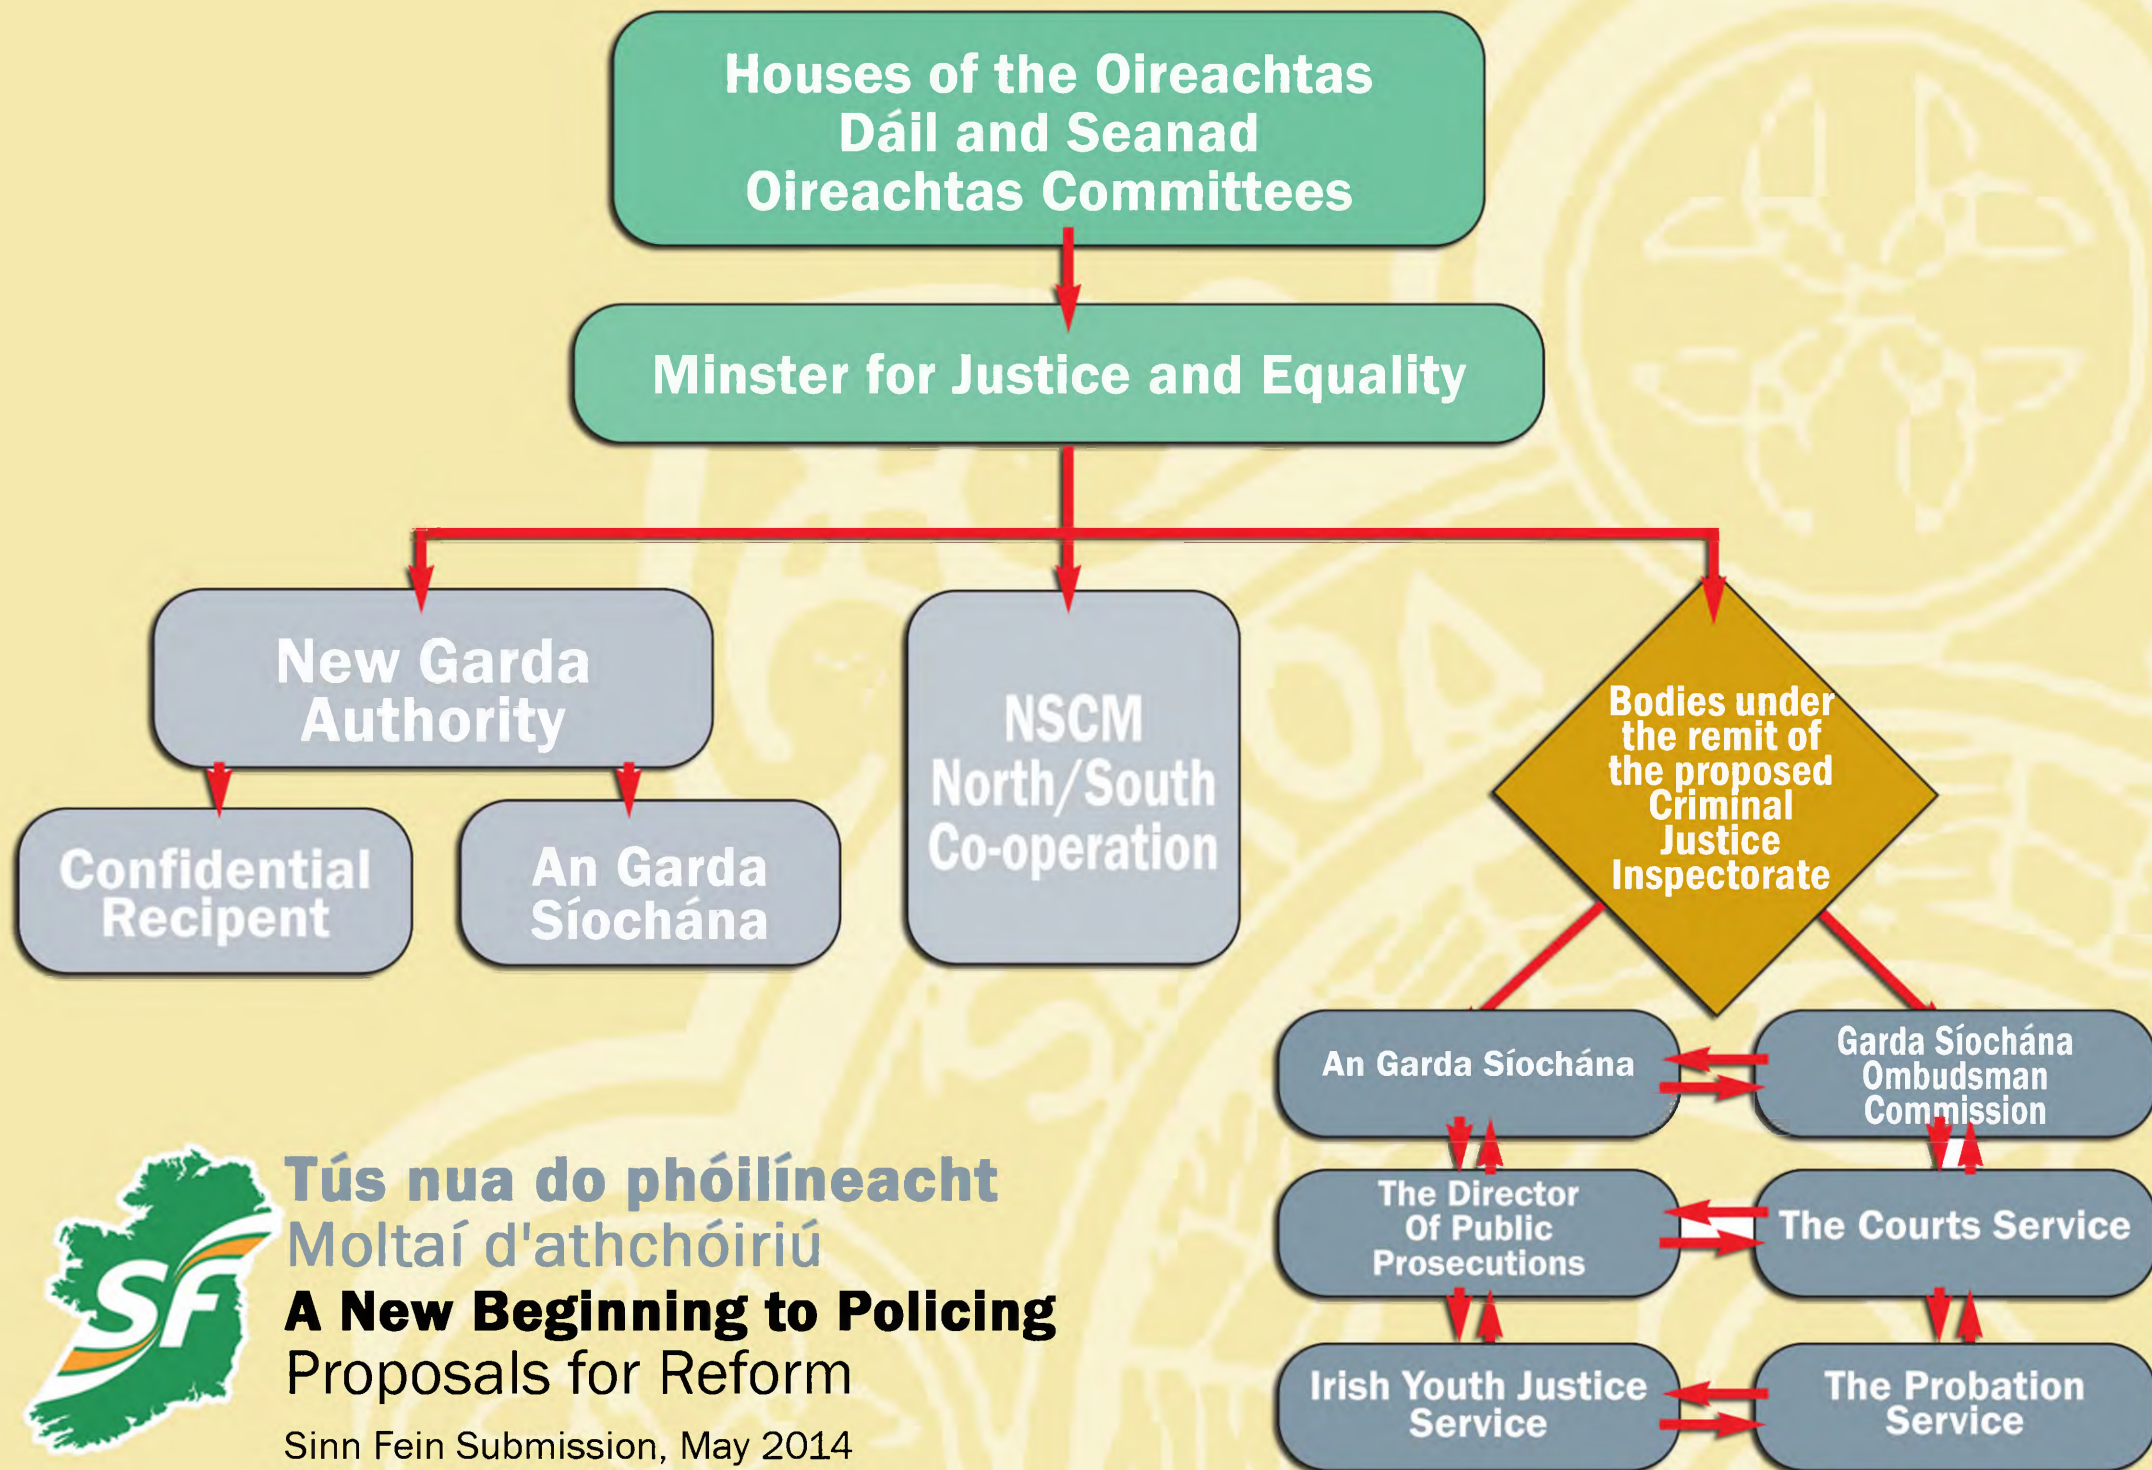 Houses of the Oireachtas
Dáil and Seanad
Oireachtas Committees
Minster for Justice and Equality
New Garda
Authority
NSCM
North/South
Co-operation
Bodies under
the remit of
the proposed
Criminal
Justice
Inspectorate
Confidential
Recipent
An Garda
Síochána
An Garda Síochána
Garda Síochána
Ombudsman
Commission
The Director
Of Public
Prosecutions
The Courts Service
Irish Youth Justice
Service
The Probation
Service
SF
Tús nua do phóilíneacht
Moltaí d'athchóiriú
A New Beginning to Policing
Proposals for Reform
Sinn Fein Submission, May 2014